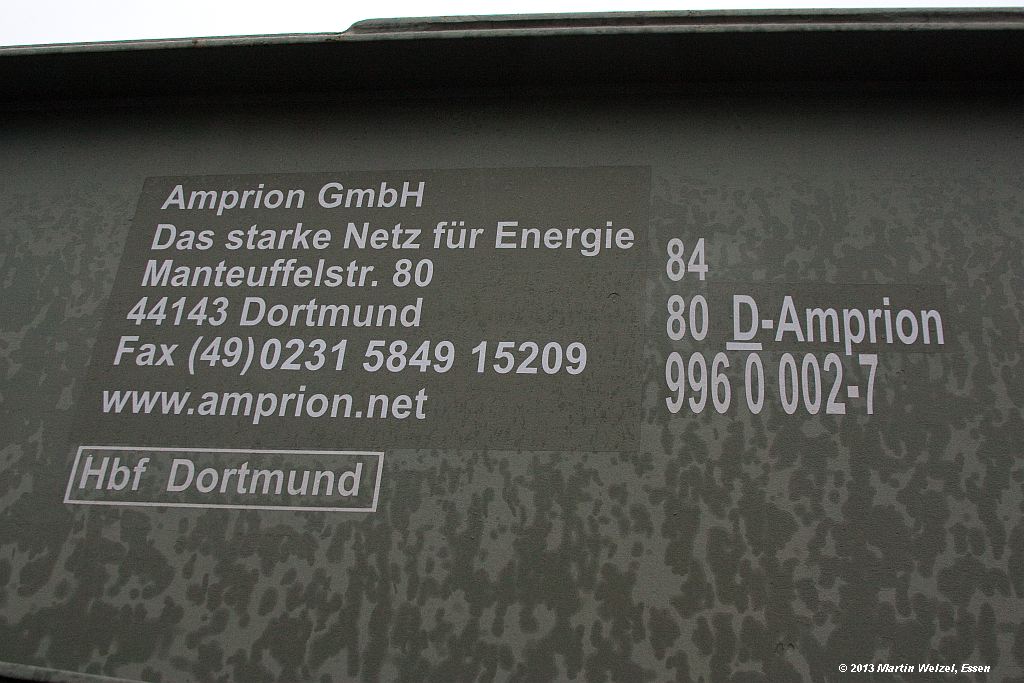 Amprion GmbH
Das starke Netz für Energie
Manteuffelstr. 80
44143 Dortmund
Fax (49)0231 5849 15209
www.amprion.net
Hbf Dortmund
84
80 D-Amprion
996 0 002-7
© 2013 Martin Welzel, Essen